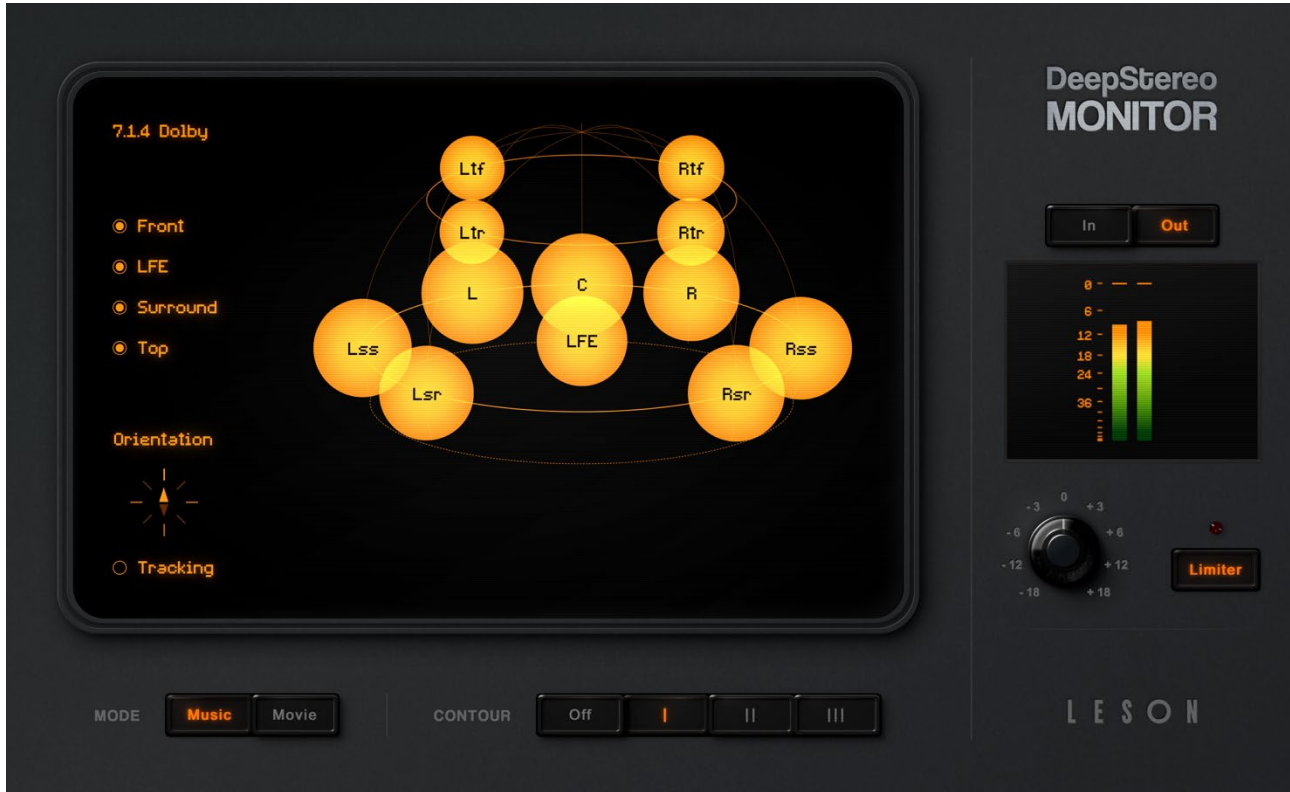 DeepStereo
MONITOR
7.1.4 Dolby
Front
LFE
Surround
Top
Orientation
Tracking
Ltf
Rtf
Ltr
Rtr
L
C
R
LFE
Lss
Rss
Lsr
Rsr
In
Out
0
6
12
18
24
36
0
-3
+3
-6
+6
-12
+12
-18
+18
Limiter
MODE
Music
Movie
CONTOUR
Off
I
II
III
LESON